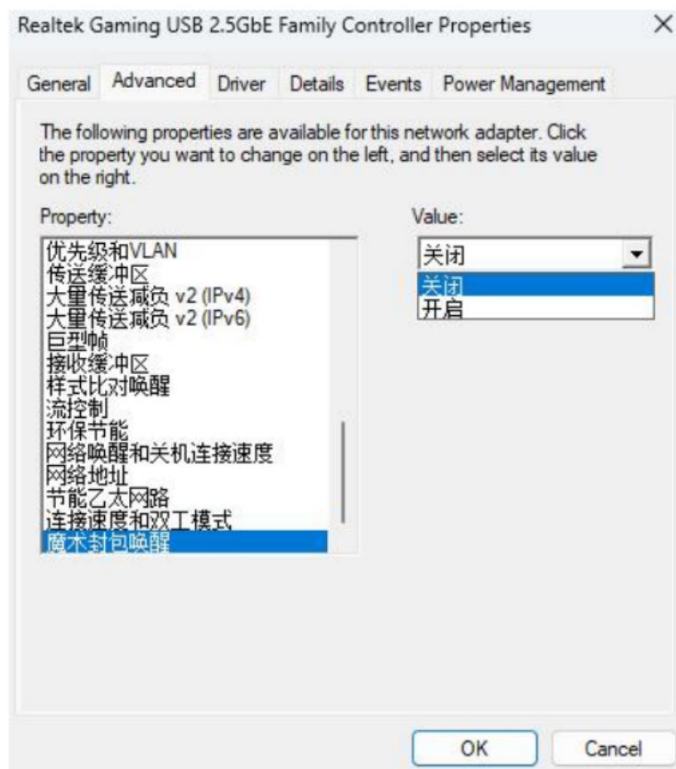 Realtek Gaming USB 2.5GbE Family Controller Properties
General Advanced Driver Details Events Power Management
The following properties are available for this network adapter. Click
the property you want to change on the left, and then select its value
on the right.
Property:
Value:
优先级和VLAN
传送缓冲区
大量传送减负 v2 (IPv4)
大量传送减负 v2 (IPv6)
巨型帧
接收缓冲区
样式比对唤醒
流控制
环保节能
网络唤醒和关机连接速度
网络地址
节能乙太网路
连接速度和双工模式
魔术封包唤醒
关闭
关闭
开启
OK
Cancel